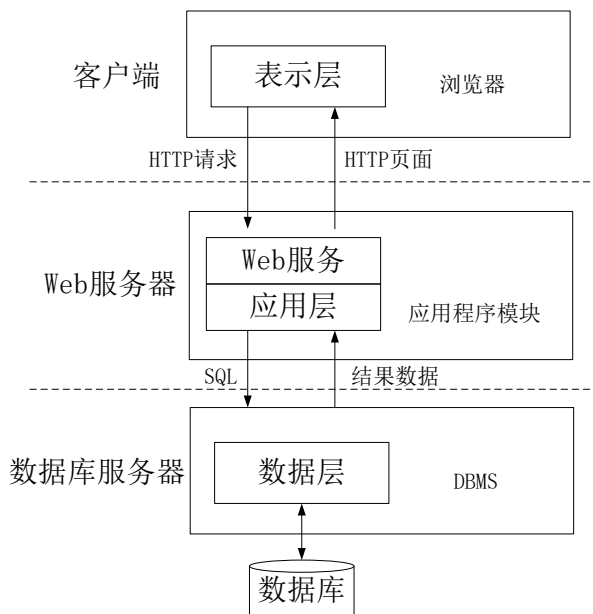 客户端
表示层
浏览器
HTTP请求
HTTP页面
Web服务
Web服务器
应用层
应用程序模块
SQL
结果数据
数据库服务器
数据层
DBMS
数据库